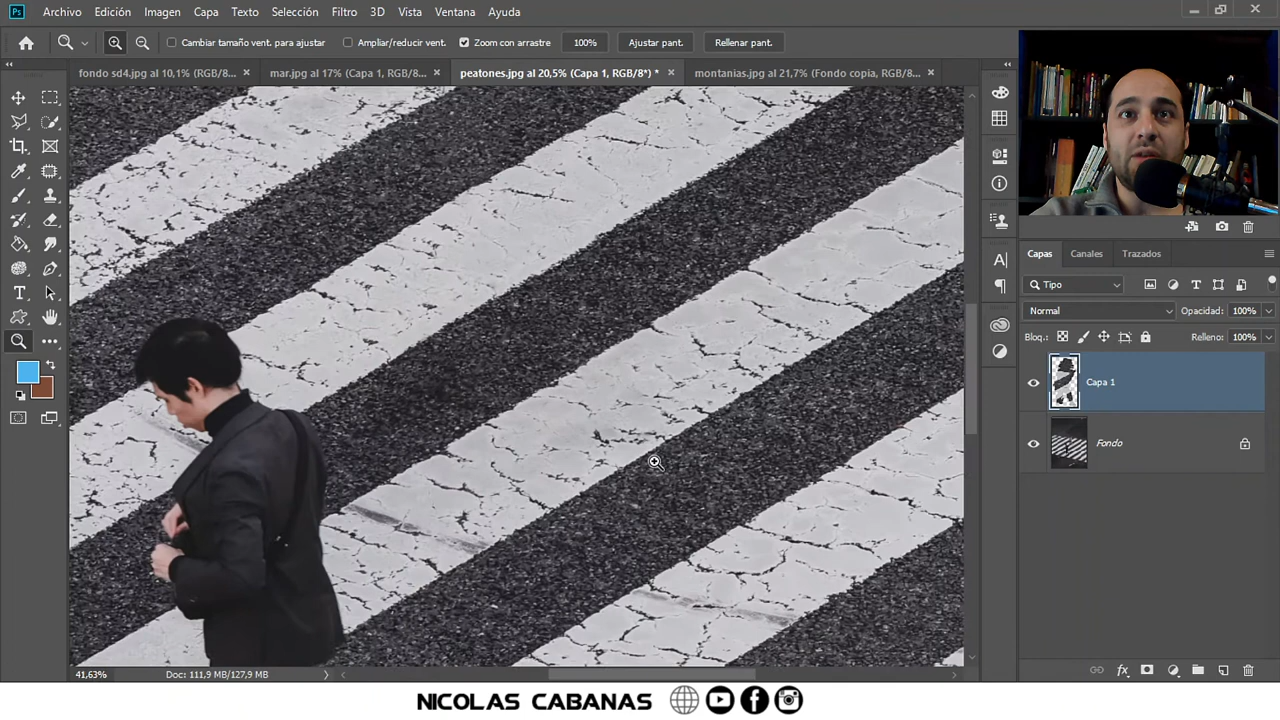 Ps Archivo Edición Imagen Capa Texto Selección Filtro 3D Vista Ventana Ayuda
Cambiar tamaño vent. para ajustar Ampliar/reducir vent. Zoom con arrastre 100% Ajustar pant. Rellenar pant.
fondo sd4.jpg al 10,1% (RGB/8... × mar.jpg al 17% (Capa 1, RGB/8... × peatones.jpg al 20,5% (Capa 1, RGB/8*) * × montanias.jpg al 21,7% (Fondo copia, RGB/8... ×
Capas Canales Trazados
Tipo
Normal Opacidad: 100%
Bloq.: Relleno: 100%
Capa 1
Fondo
41,63% Doc: 111,9 MB/127,9 MB
NICOLAS CABANAS